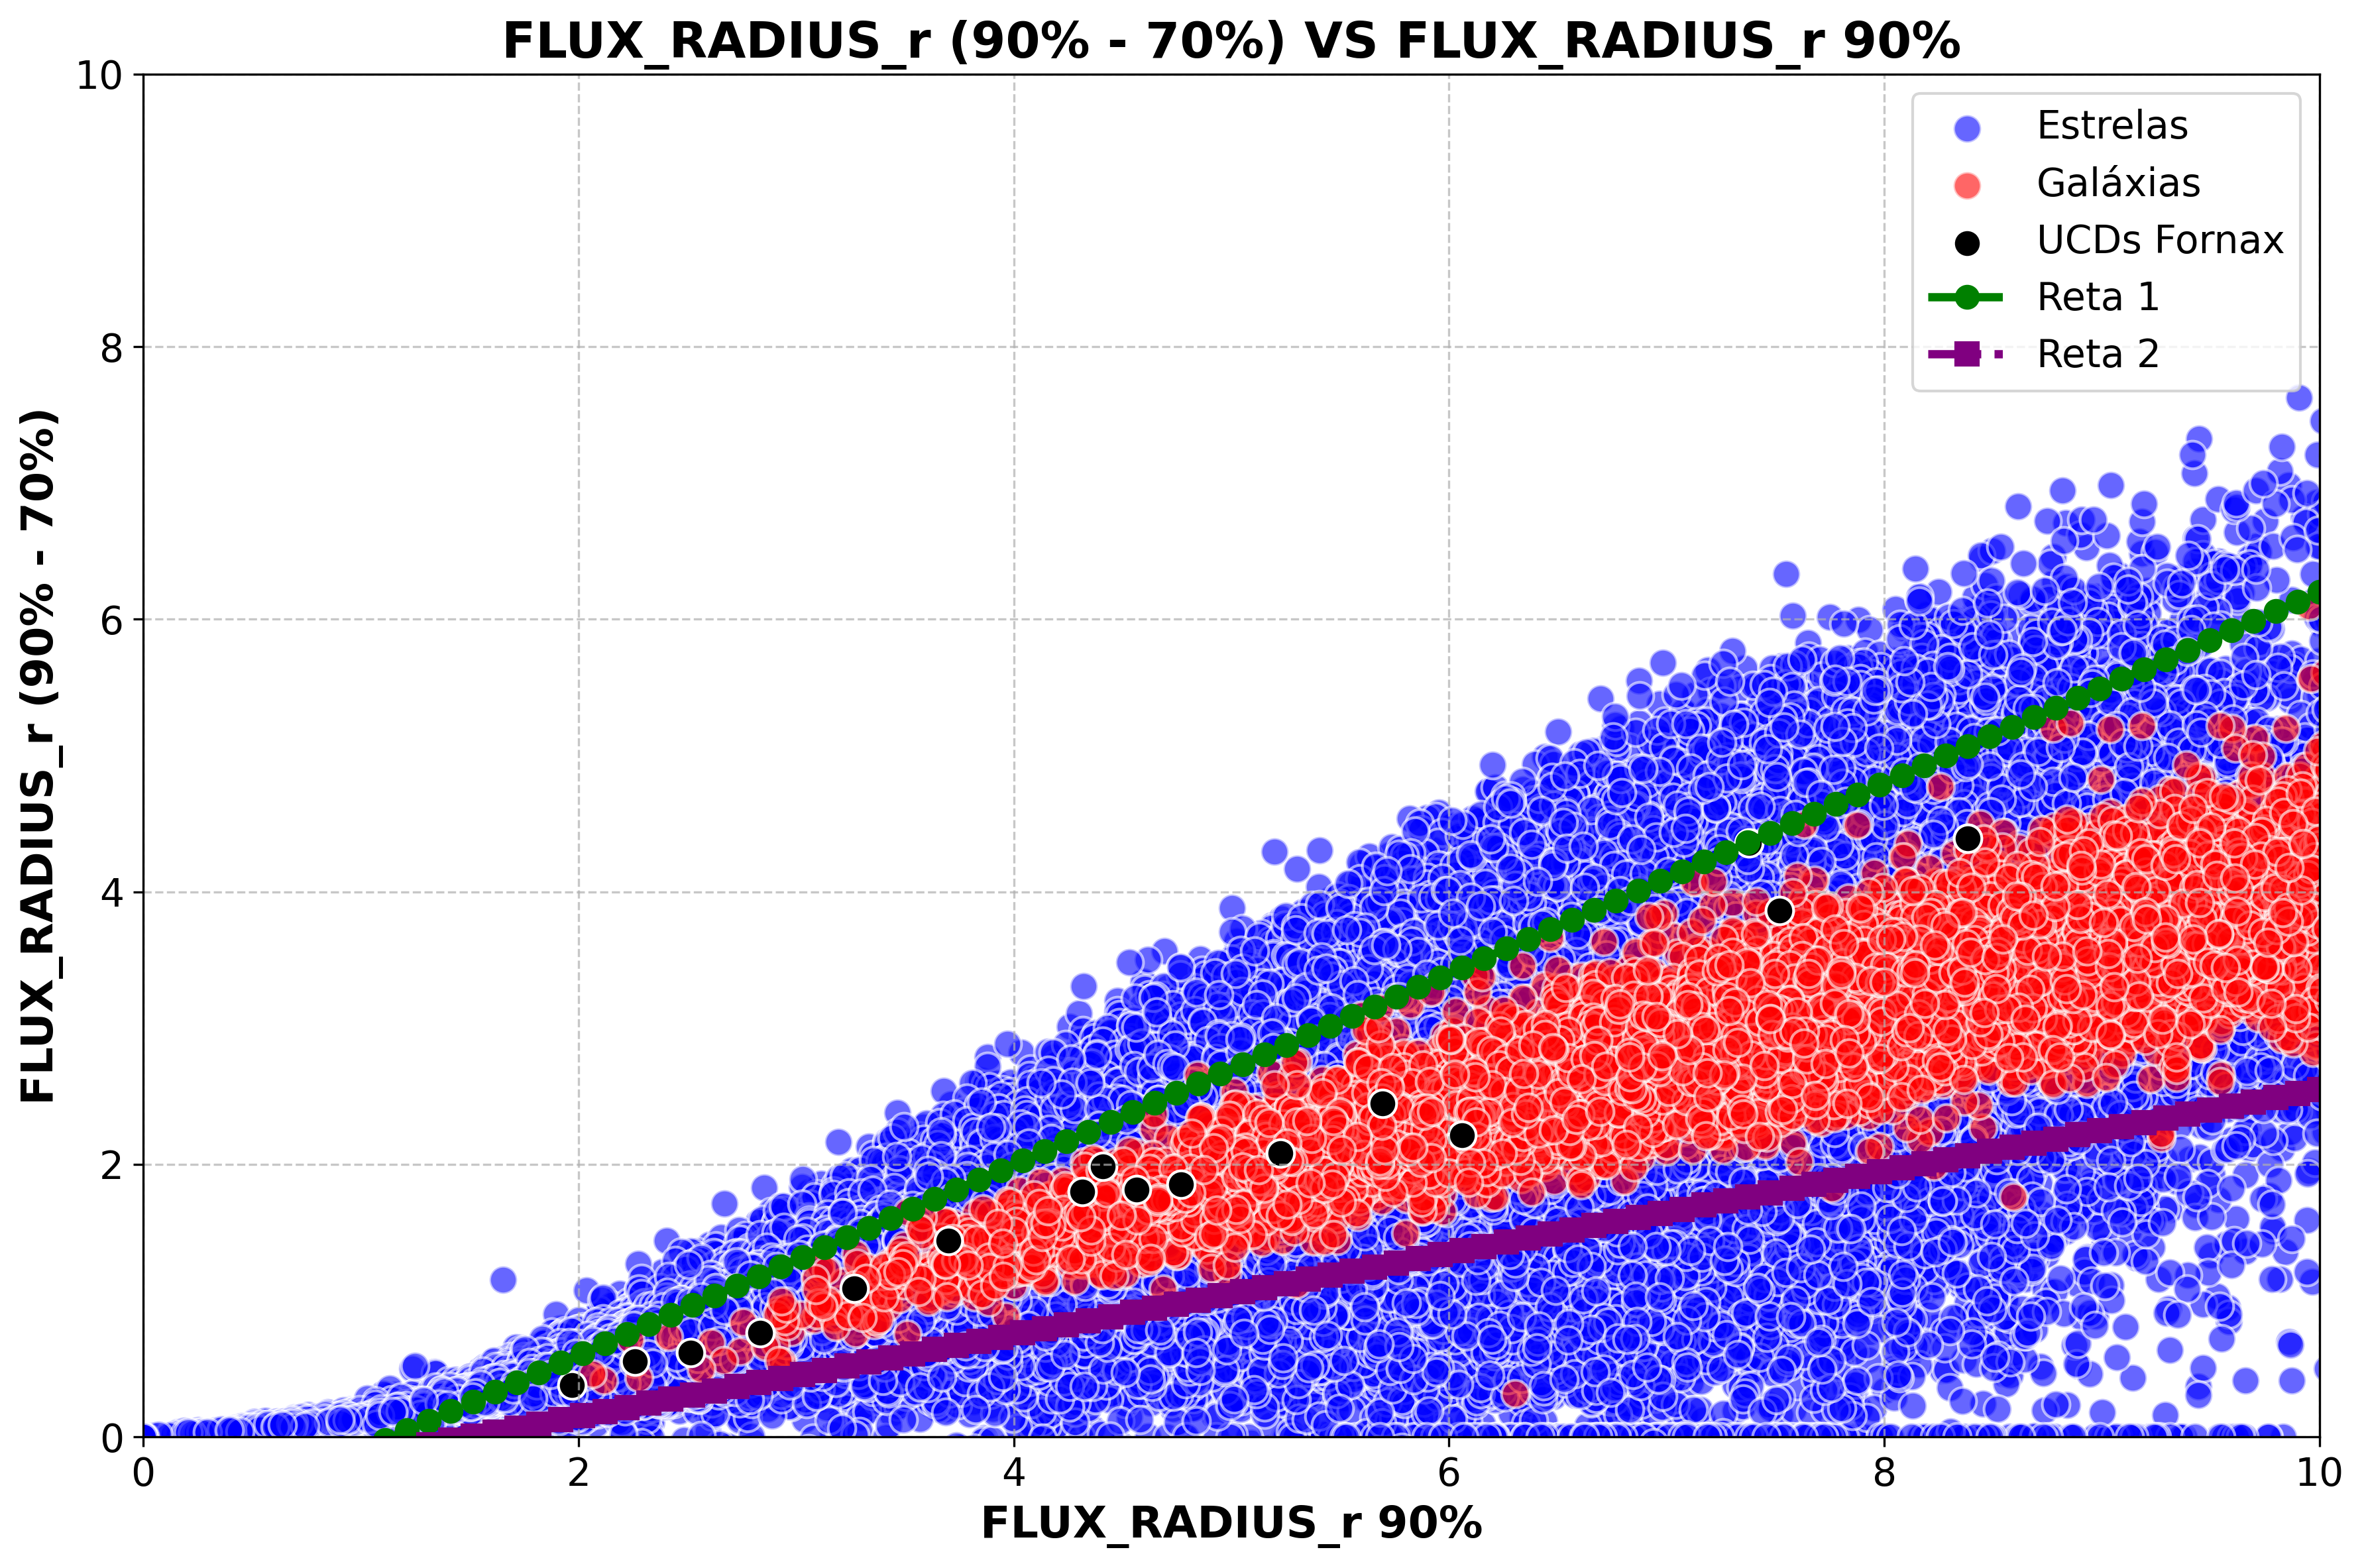 FLUX_RADIUS_r (90% - 70%) VS FLUX_RADIUS_r 90%
FLUX_RADIUS_r (90% - 70%)
10
8
6
4
2
0
Estrelas
Galáxias
UCDs Fornax
Reta 1
Reta 2
0 2 4 6 8 10
FLUX_RADIUS_r 90%